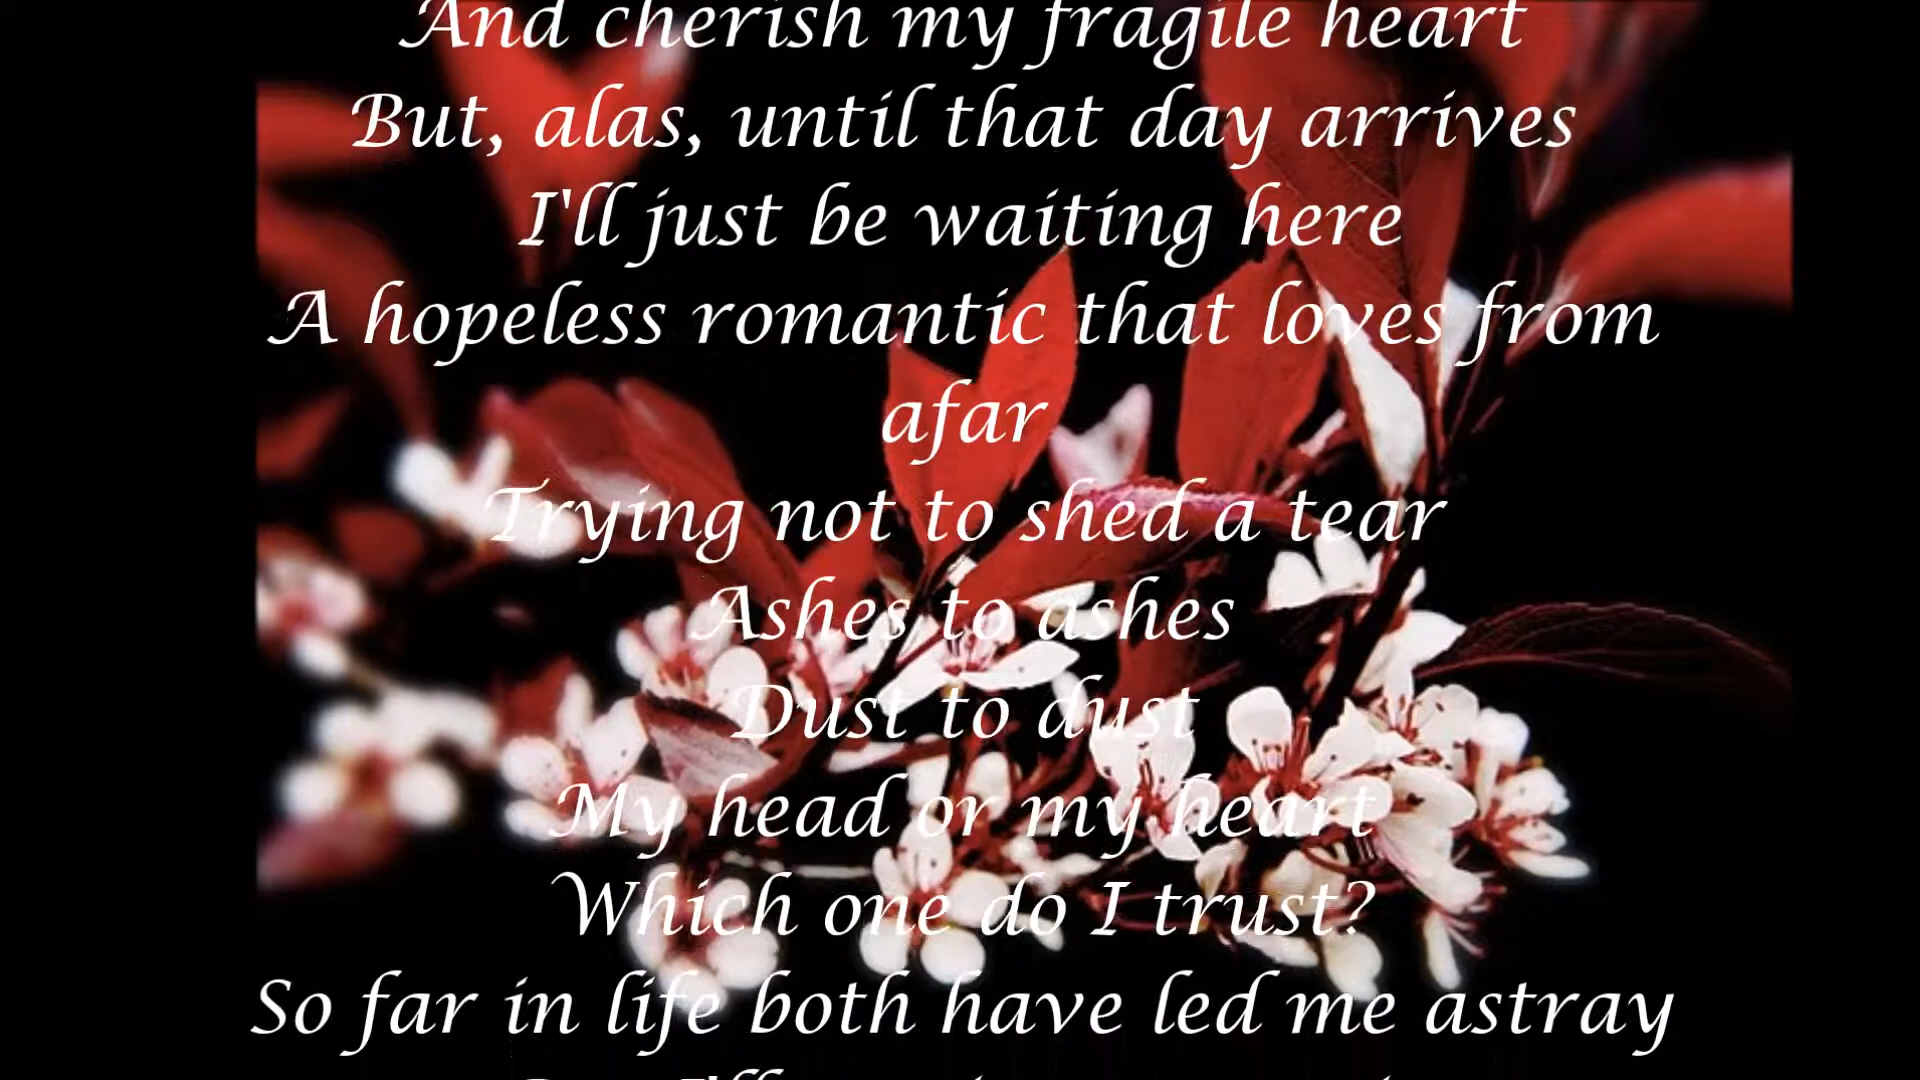 And cherish my fragile heart
But, alas, until that day arrives
I'll just be waiting here
A hopeless romantic that loves from
afar
Trying not to shed a tear
Ashes to ashes
Dust to dust
My head or my heart
Which one do I trust?
So far in life both have led me astray